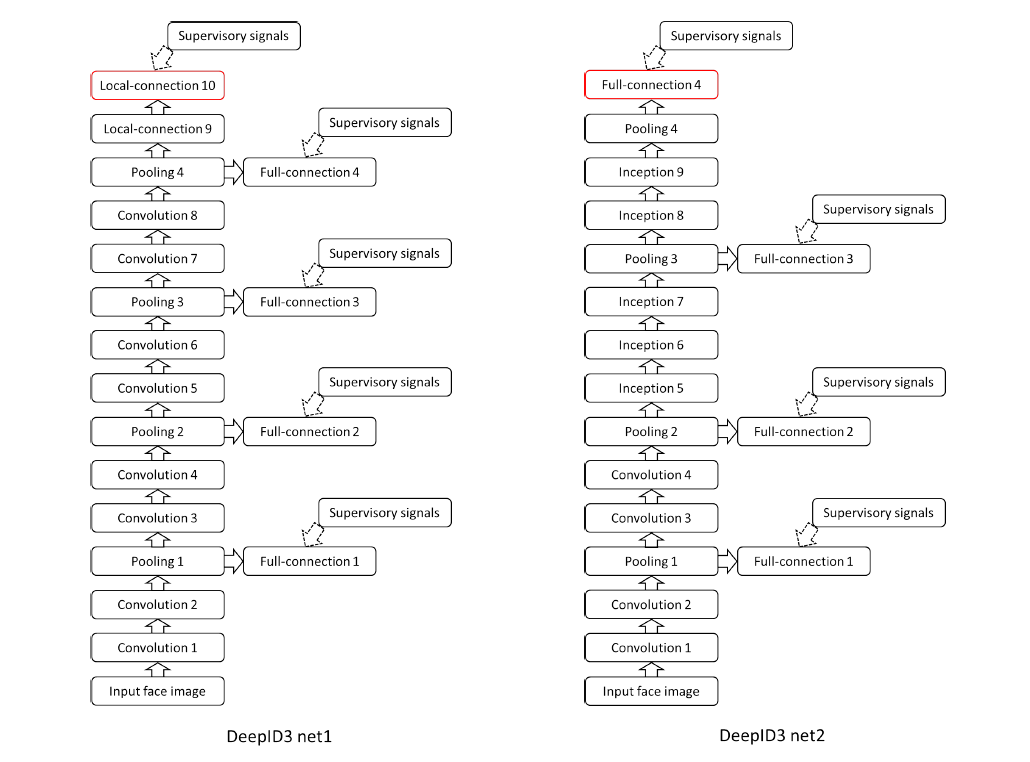 Supervisory signals
Local-connection 10
Local-connection 9
Supervisory signals
Pooling 4
Full-connection 4
Convolution 8
Convolution 7
Supervisory signals
Pooling 3
Full-connection 3
Convolution 6
Convolution 5
Supervisory signals
Pooling 2
Full-connection 2
Convolution 4
Convolution 3
Supervisory signals
Pooling 1
Full-connection 1
Convolution 2
Convolution 1
Input face image
DeepID3 net1
Supervisory signals
Full-connection 4
Pooling 4
Inception 9
Inception 8
Supervisory signals
Pooling 3
Full-connection 3
Inception 7
Inception 6
Inception 5
Supervisory signals
Pooling 2
Full-connection 2
Convolution 4
Convolution 3
Supervisory signals
Pooling 1
Full-connection 1
Convolution 2
Convolution 1
Input face image
DeepID3 net2